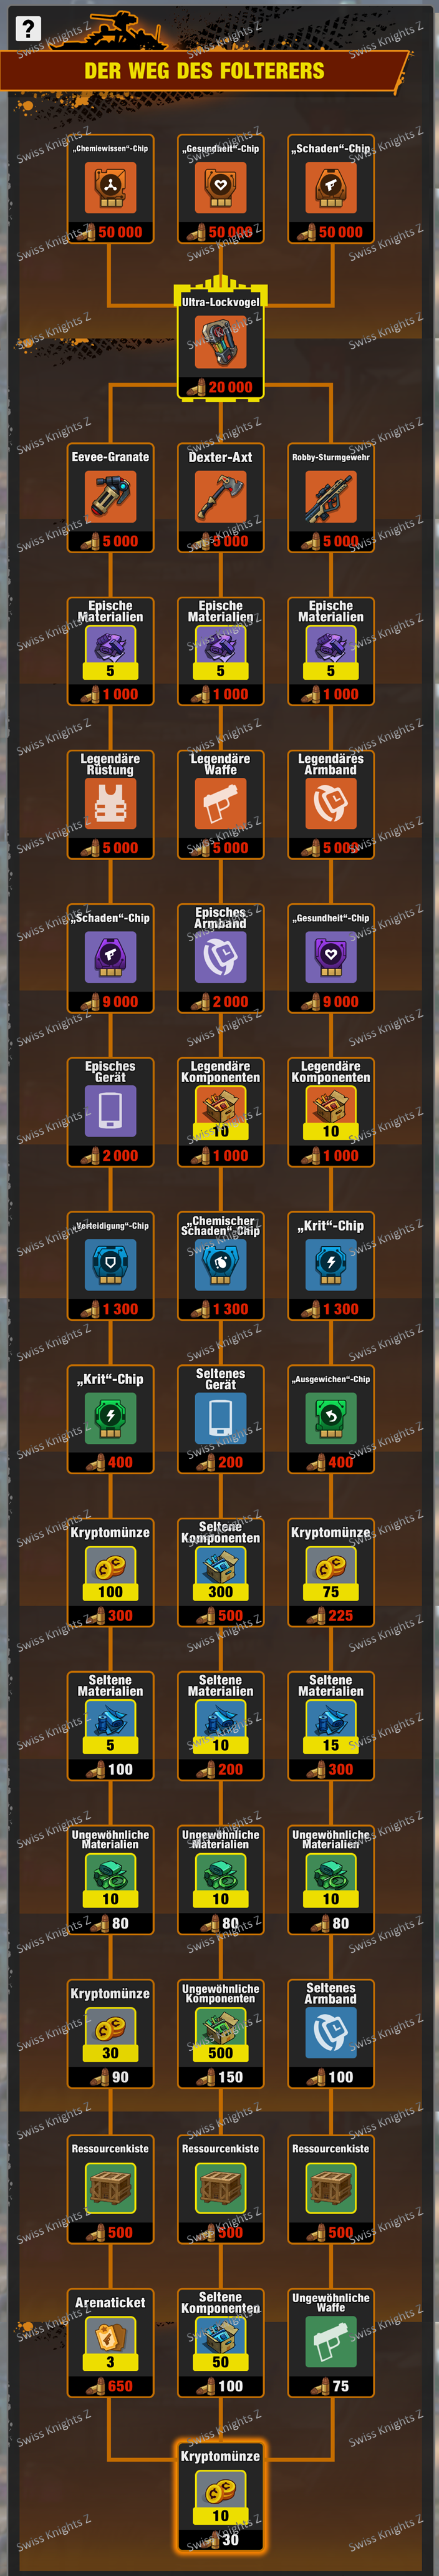 ?
DER WEG DES FOLTERERS
„Chemiewissen“-Chip
„Gesundheit“-Chip
„Schaden“-Chip
50 000
50 000
50 000
Ultra-Lockvogel
20 000
Eevee-Granate
Dexter-Axt
Robby-Sturmgewehr
5 000
5 000
5 000
Epische
Materialien
Epische
Materialien
Epische
Materialien
5
5
5
1 000
1 000
1 000
Legendäre
Rüstung
Legendäre
Waffe
Legendäres
Armband
5 000
5 000
5 000
„Schaden“-Chip
Episches
Armband
„Gesundheit“-Chip
9 000
2 000
9 000
Episches
Gerät
Legendäre
Komponenten
Legendäre
Komponenten
10
10
2 000
1 000
1 000
„Verteidigung“-Chip
„Chemischer
Schaden“-Chip
„Krit“-Chip
1 300
1 300
1 300
„Krit“-Chip
Seltenes
Gerät
„Ausgewichen“-Chip
400
200
400
Kryptomünze
Seltene
Komponenten
Kryptomünze
100
300
75
300
500
225
Seltene
Materialien
Seltene
Materialien
Seltene
Materialien
5
10
15
100
200
300
Ungewöhnliche
Materialien
Ungewöhnliche
Materialien
Ungewöhnliche
Materialien
10
10
10
80
80
80
Kryptomünze
Ungewöhnliche
Komponenten
Seltenes
Armband
30
500
90
150
100
Ressourcenkiste
Ressourcenkiste
Ressourcenkiste
500
500
500
Arenaticket
Seltene
Komponenten
Ungewöhnliche
Waffe
3
50
650
100
75
Kryptomünze
10
30
Swiss Knights Z